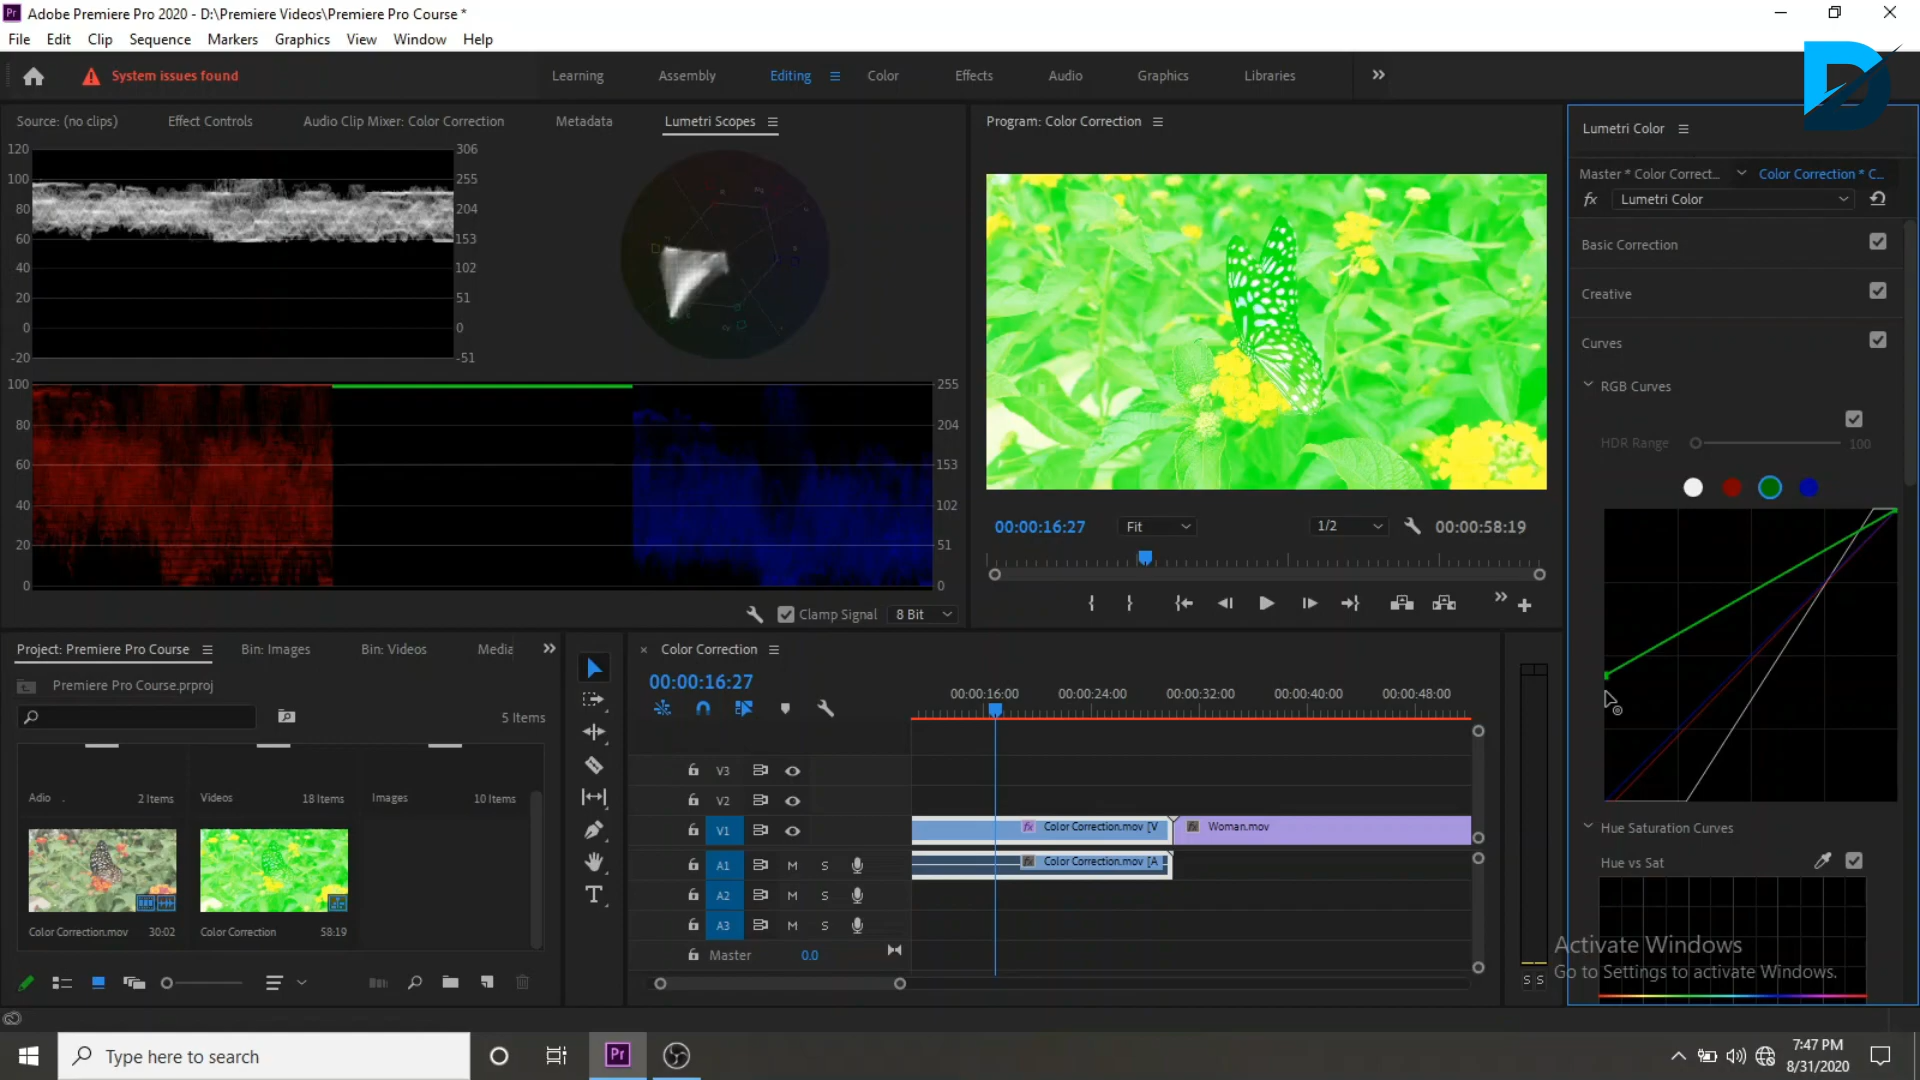 Adobe Premiere Pro 2020 - D:\Premiere Videos\Premiere Pro Course *
File Edit Clip Sequence Markers Graphics View Window Help
System issues found
Learning Assembly Editing Color Effects Audio Graphics Libraries
Source: (no clips) Effect Controls Audio Clip Mixer: Color Correction Metadata Lumetri Scopes
120 306
100 255
80 204
60 153
40 102
20 51
0 0
-20 -51
100 255
80 204
60 153
40 102
20 51
0 0
Clamp Signal 8 Bit
Program: Color Correction
00:00:16:27 Fit 1/2 00:00:58:19
Lumetri Color
Master * Color Correct... Color Correction * C...
fx Lumetri Color
Basic Correction
Creative
Curves
RGB Curves
HDR Range 100
Hue Saturation Curves
Hue vs Sat
Project: Premiere Pro Course Bin: Images Bin: Videos Media
Premiere Pro Course.prproj
5 Items
Adio . 2 Items Videos 18 Items Images 10 Items
Color Correction.mov 30:02 Color Correction 58:19
× Color Correction
00:00:16:27
00:00:16:00 00:00:24:00 00:00:32:00 00:00:40:00 00:00:48:00
V3
V2
V1 fx Color Correction.mov [V fx Woman.mov
A1 M S fx Color Correction.mov [A
A2 M S
A3 M S
Master 0.0
S S
Activate Windows
Go to Settings to activate Windows.
Type here to search
Pr
7:47 PM
8/31/2020